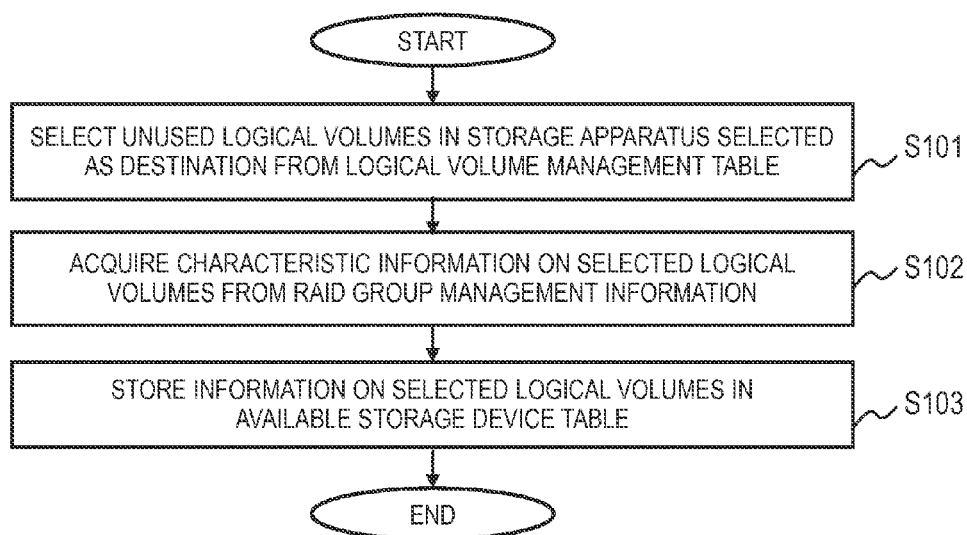 START
SELECT UNUSED LOGICAL VOLUMES IN STORAGE APPARATUS SELECTED
AS DESTINATION FROM LOGICAL VOLUME MANAGEMENT TABLE
S101
ACQUIRE CHARACTERISTIC INFORMATION ON SELECTED LOGICAL
VOLUMES FROM RAID GROUP MANAGEMENT INFORMATION
S102
STORE INFORMATION ON SELECTED LOGICAL VOLUMES IN
AVAILABLE STORAGE DEVICE TABLE
S103
END